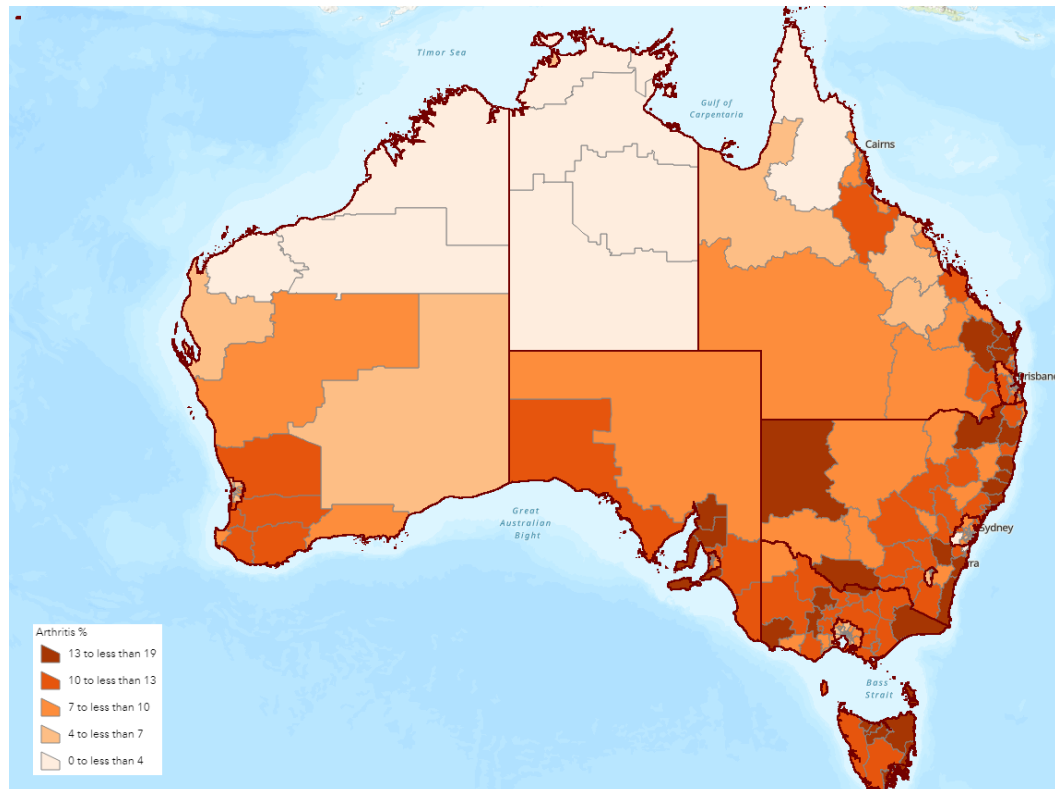 Timor Sea
Gulf of
Carpentaria
Cairns
Great
Australian
Bight
Sydney
Arthritis %
13 to less than 19
10 to less than 13
7 to less than 10
4 to less than 7
0 to less than 4
Bass
Strait